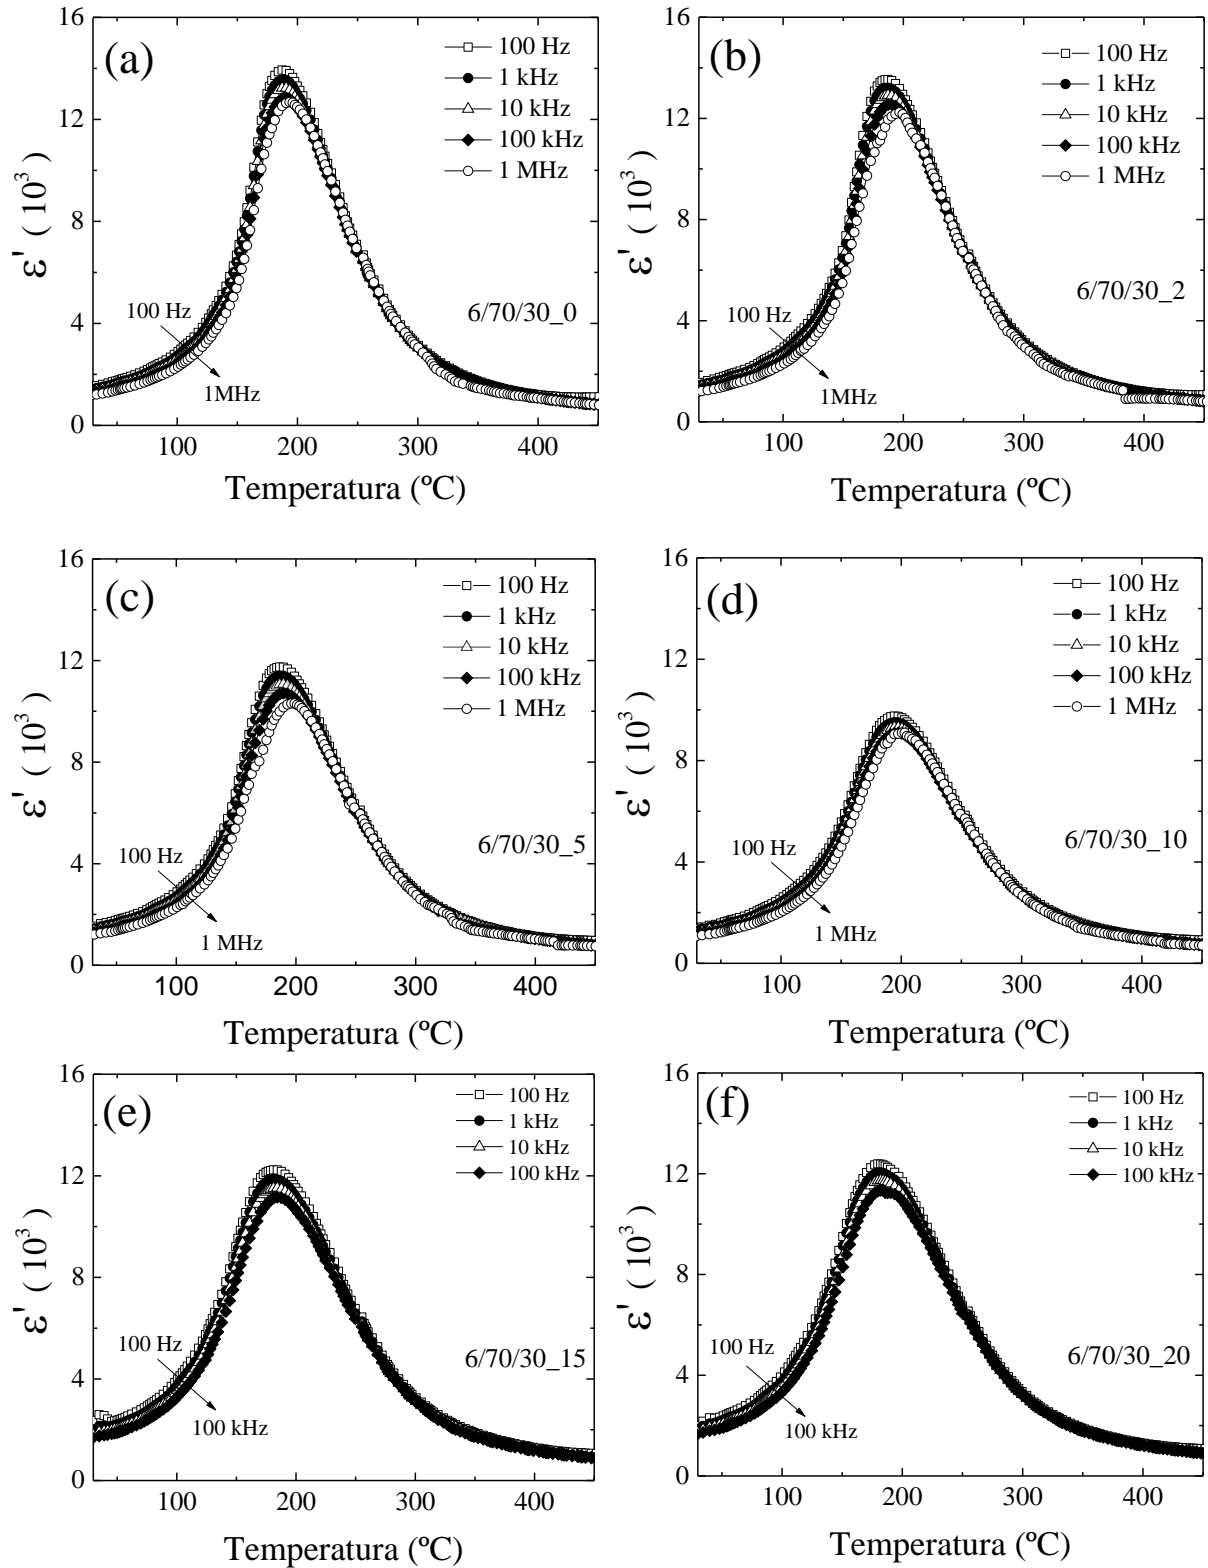 (a)
16
12
8
4
0
ε' ( 10³ )
100 Hz
1 kHz
10 kHz
100 kHz
1 MHz
100 Hz
1MHz
6/70/30_0
100 200 300 400
Temperatura (ºC)
(b)
16
12
8
4
0
ε' ( 10³ )
100 Hz
1 kHz
10 kHz
100 kHz
1 MHz
100 Hz
1MHz
6/70/30_2
100 200 300 400
Temperatura (ºC)
(c)
16
12
8
4
0
ε' ( 10³ )
100 Hz
1 kHz
10 kHz
100 kHz
1 MHz
100 Hz
1 MHz
6/70/30_5
100 200 300 400
Temperatura (ºC)
(d)
16
12
8
4
0
ε' ( 10³ )
100 Hz
1 kHz
10 kHz
100 kHz
1 MHz
100 Hz
1 MHz
6/70/30_10
100 200 300 400
Temperatura (ºC)
(e)
16
12
8
4
0
ε' ( 10³ )
100 Hz
1 kHz
10 kHz
100 kHz
100 Hz
100 kHz
6/70/30_15
100 200 300 400
Temperatura (ºC)
(f)
16
12
8
4
0
ε' ( 10³ )
100 Hz
1 kHz
10 kHz
100 kHz
100 Hz
100 kHz
6/70/30_20
100 200 300 400
Temperatura (ºC)